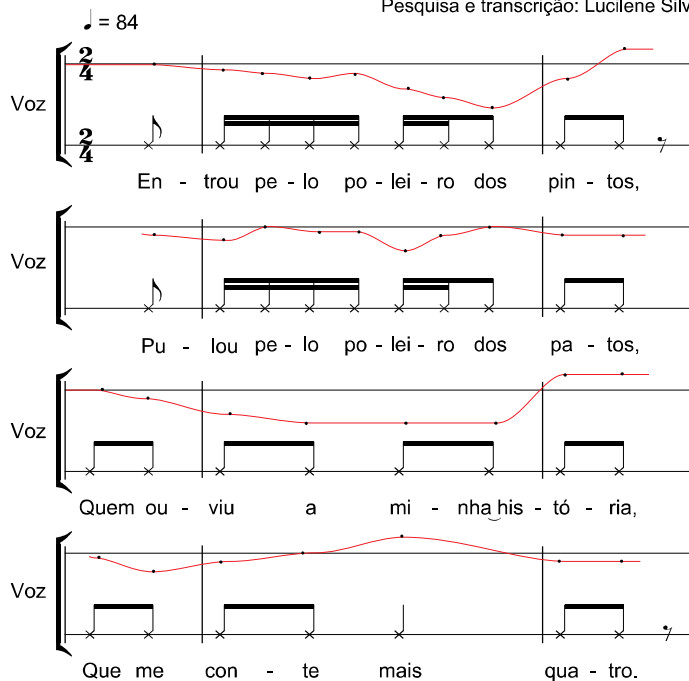 Pesquisa e transcrição: Lucilene Silv
♩ = 84
Voz
2
4
2
4
En - trou pe - lo po - lei - ro dos pin - tos,
Voz
Pu - lou pe - lo po - lei - ro dos pa - tos,
Voz
Quem ou - viu a mi - nha his - tó - ria,
Voz
Que me con - te mais qua - tro.